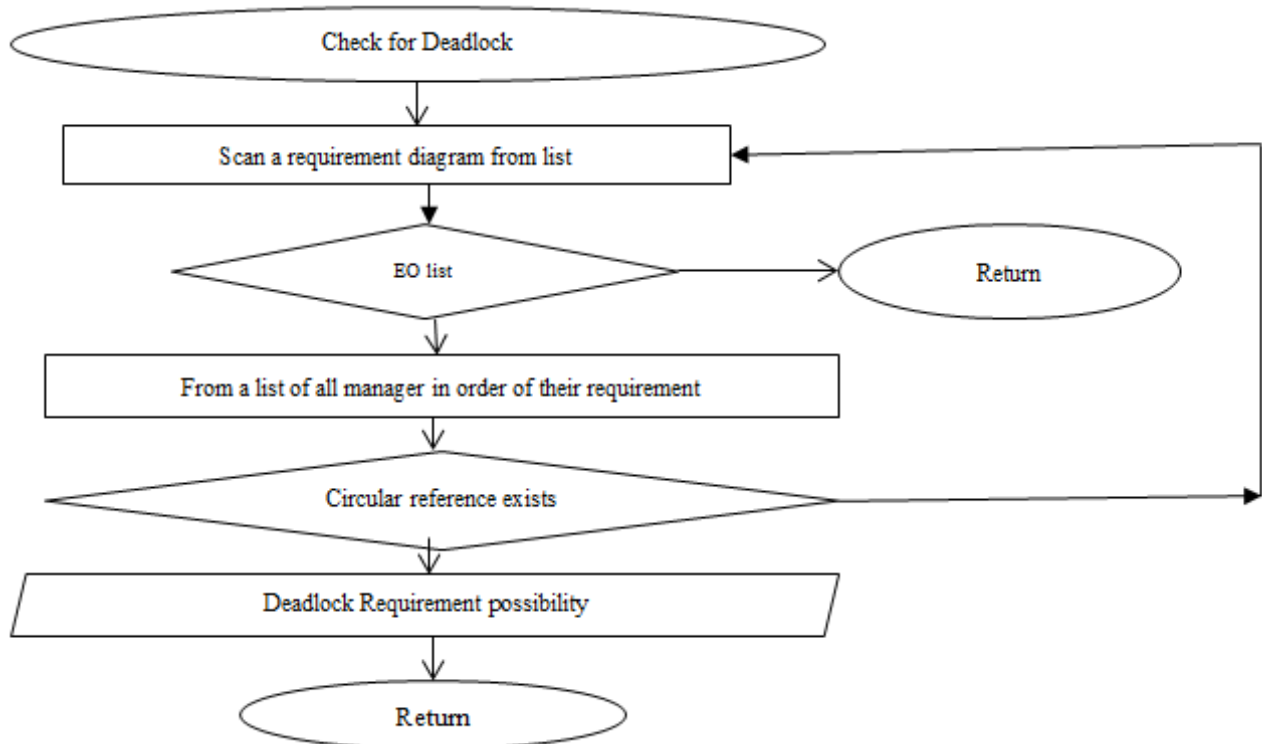 Check for Deadlock
Scan a requirement diagram from list
EO list
Return
From a list of all manager in order of their requirement
Circular reference exists
Deadlock Requirement possibility
Return